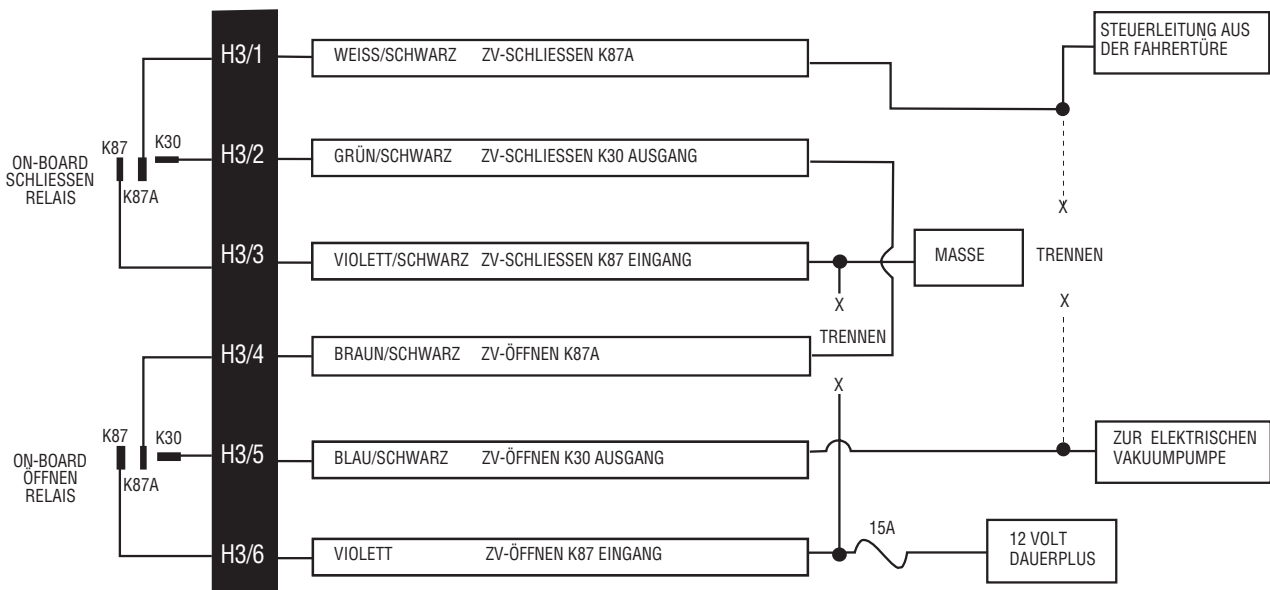 STEUERLEITUNG AUS
DER FAHRERTÜRE
H3/1
WEISS/SCHWARZ ZV-SCHLIESSEN K87A
K87
K30
ON-BOARD
SCHLIESSEN
RELAIS
K87A
H3/2
GRÜN/SCHWARZ ZV-SCHLIESSEN K30 AUSGANG
X
H3/3
VIOLETT/SCHWARZ ZV-SCHLIESSEN K87 EINGANG
MASSE
TRENNEN
X
X
TRENNEN
H3/4
BRAUN/SCHWARZ ZV-ÖFFNEN K87A
X
K87
K30
ON-BOARD
ÖFFNEN
RELAIS
K87A
H3/5
BLAU/SCHWARZ ZV-ÖFFNEN K30 AUSGANG
ZUR ELEKTRISCHEN
VAKUUMPUMPE
H3/6
VIOLETT ZV-ÖFFNEN K87 EINGANG
15A
12 VOLT
DAUERPLUS